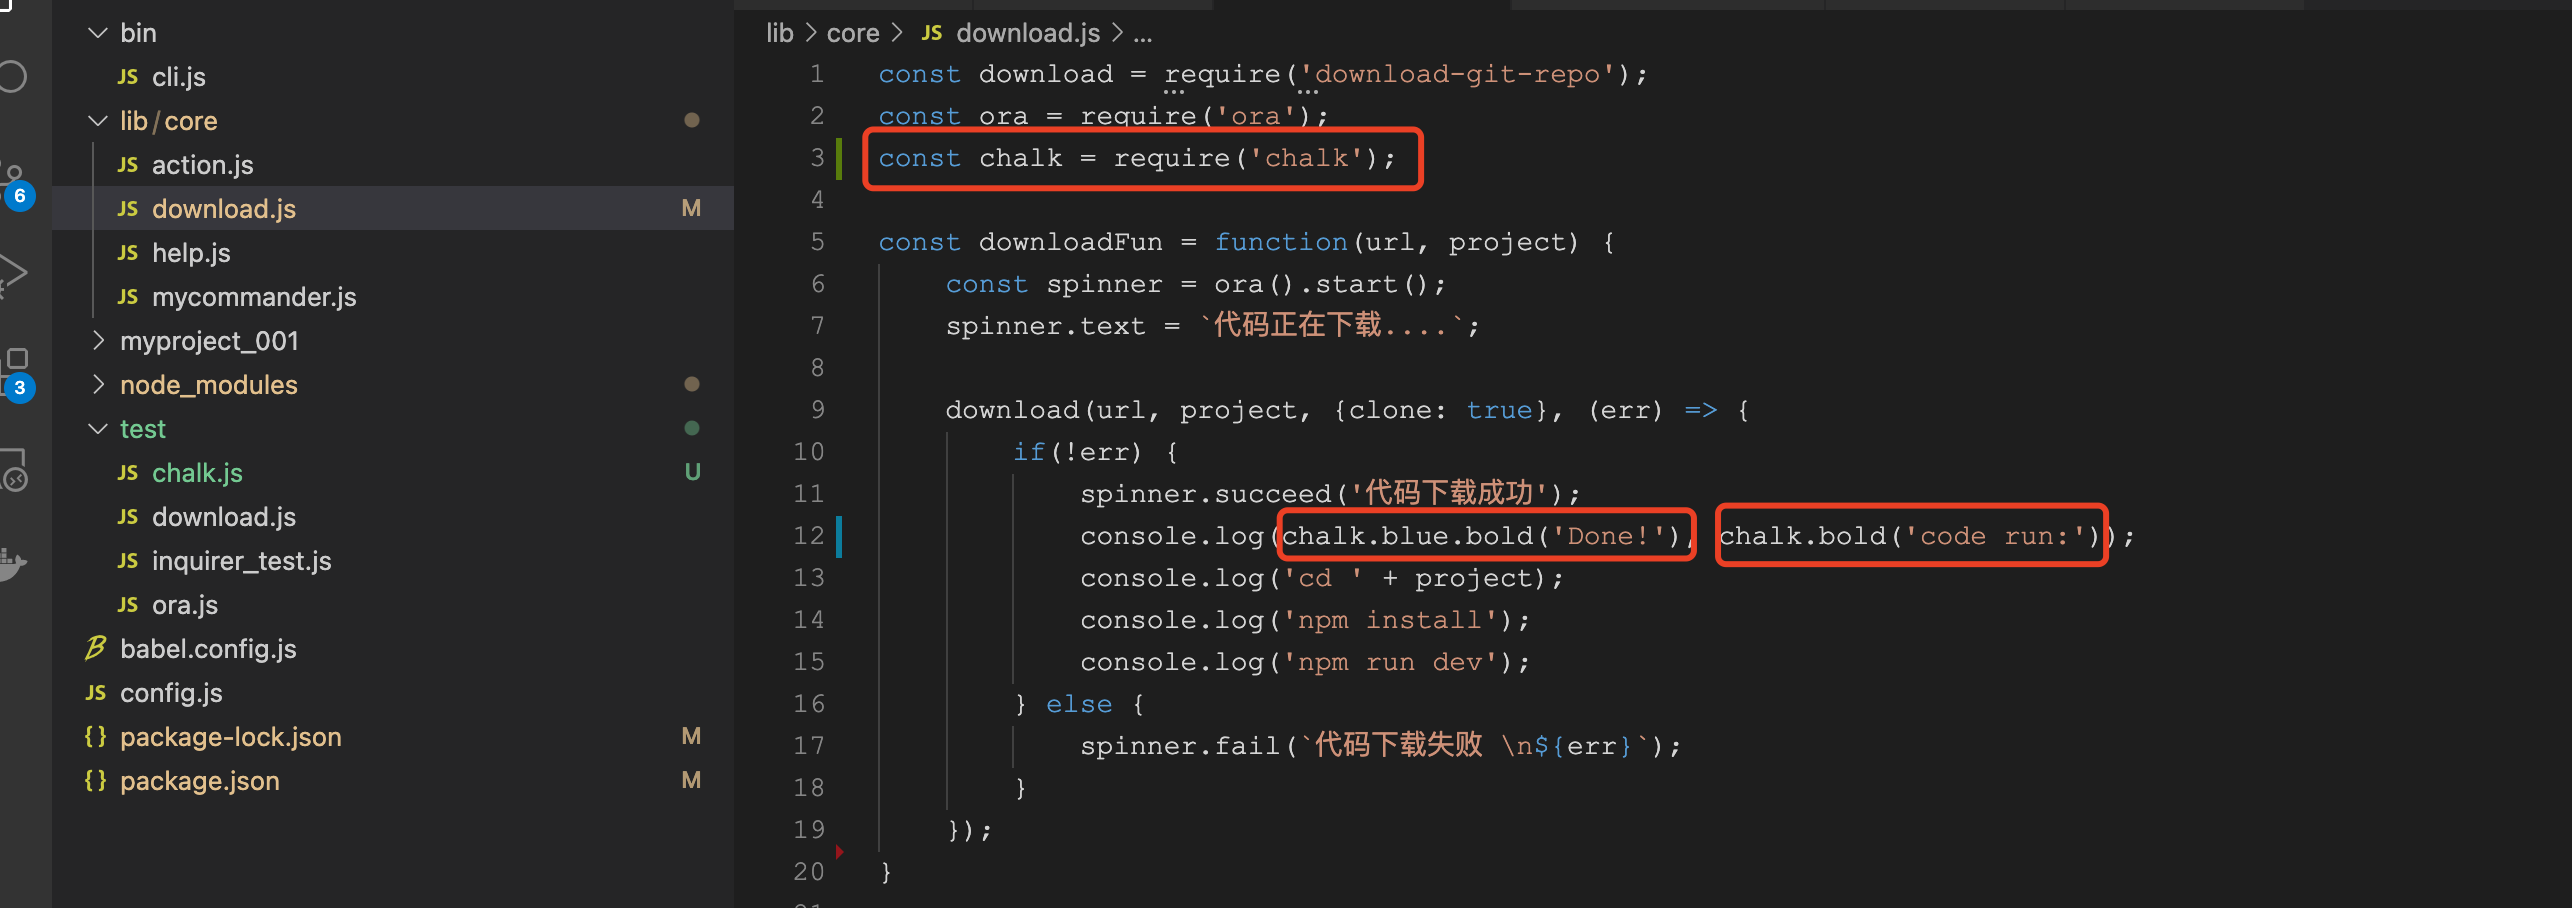 bin
JS cli.js
lib/core
JS action.js
JS download.js M
JS help.js
JS mycommander.js
myproject_001
node_modules
test
JS chalk.js U
JS download.js
JS inquirer_test.js
JS ora.js
B babel.config.js
JS config.js
{} package-lock.json M
{} package.json M
6
3
lib > core > JS download.js > ...
1 const download = require('download-git-repo');
2 const ora = require('ora');
3 const chalk = require('chalk');
4
5 const downloadFun = function(url, project) {
6 const spinner = ora().start();
7 spinner.text = `代码正在下载....`;
8
9 download(url, project, {clone: true}, (err) => {
10 if(!err) {
11 spinner.succeed('代码下载成功');
12 console.log(chalk.blue.bold('Done!'), chalk.bold('code run:'));
13 console.log('cd ' + project);
14 console.log('npm install');
15 console.log('npm run dev');
16 } else {
17 spinner.fail(`代码下载失败 \n${err}`);
18 }
19 });
20 }